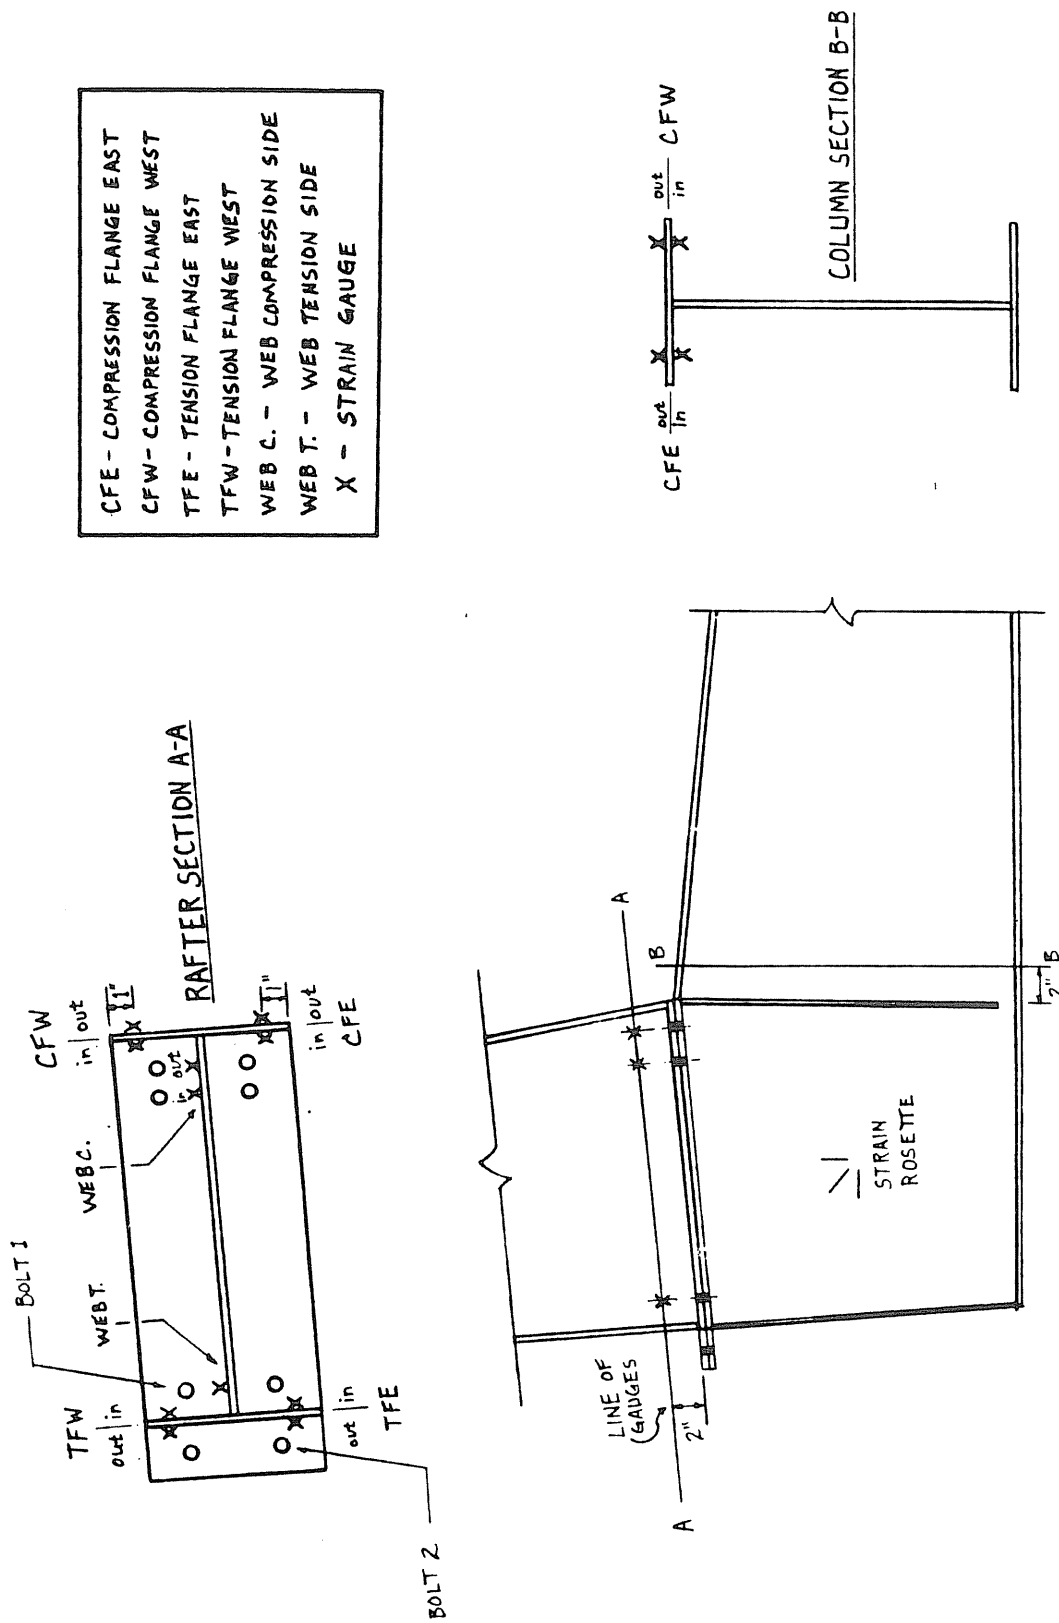 BOLT 1
TFW
out | in
WEB T.
WEB C.
CFW
in | out
1"
in out
BOLT 2
out | in
TFE
in | out
CFE
1"
RAFTER SECTION A-A
CFE - COMPRESSION FLANGE EAST
CFW - COMPRESSION FLANGE WEST
TFE - TENSION FLANGE EAST
TFW - TENSION FLANGE WEST
WEB C. - WEB COMPRESSION SIDE
WEB T. - WEB TENSION SIDE
X - STRAIN GAUGE
LINE OF
GAUGES
A
2"
A
B
STRAIN
ROSETTE
2"
B
CFE out
in
out CFW
in
COLUMN SECTION B-B